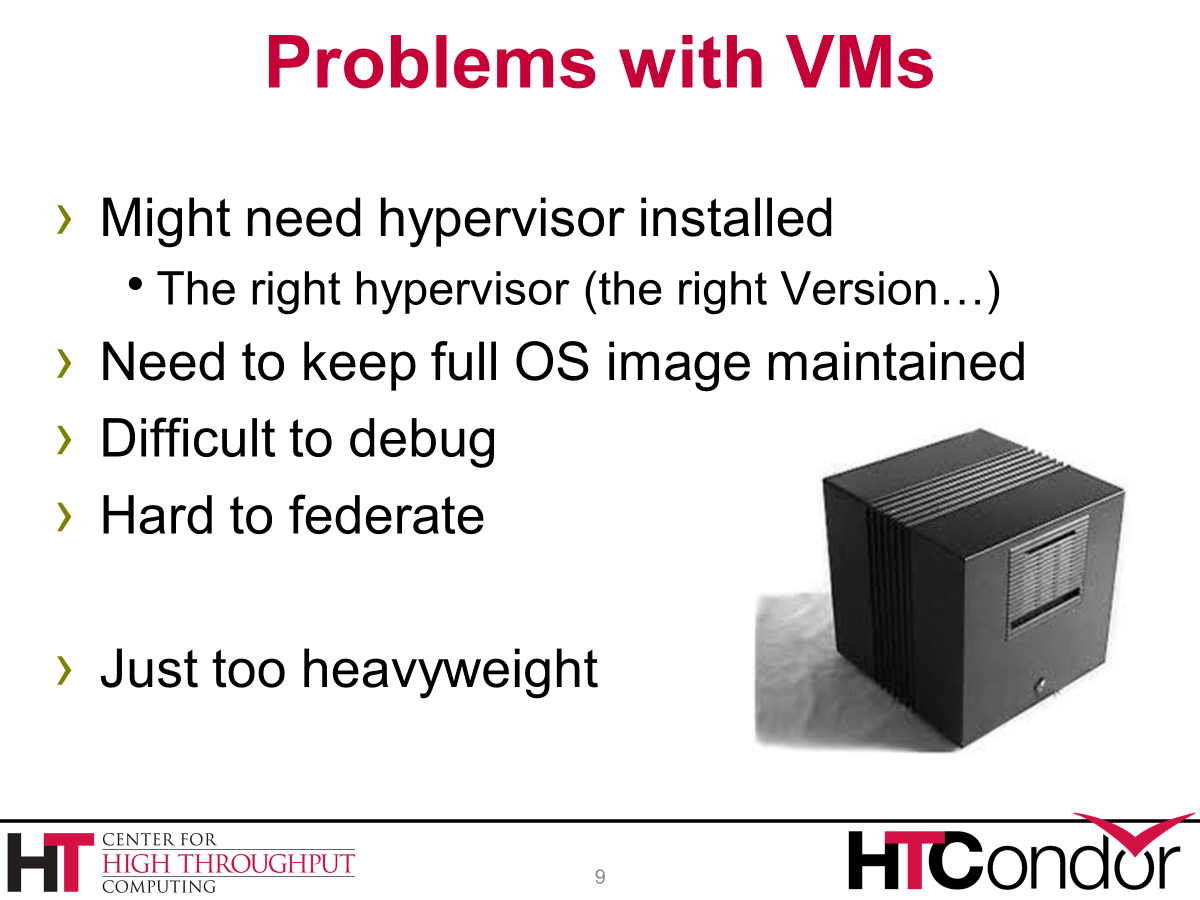 Problems with VMs
› Might need hypervisor installed
• The right hypervisor (the right Version…)
› Need to keep full OS image maintained
› Difficult to debug
› Hard to federate
› Just too heavyweight
HT CENTER FOR
HIGH THROUGHPUT
COMPUTING
9
HTCondor